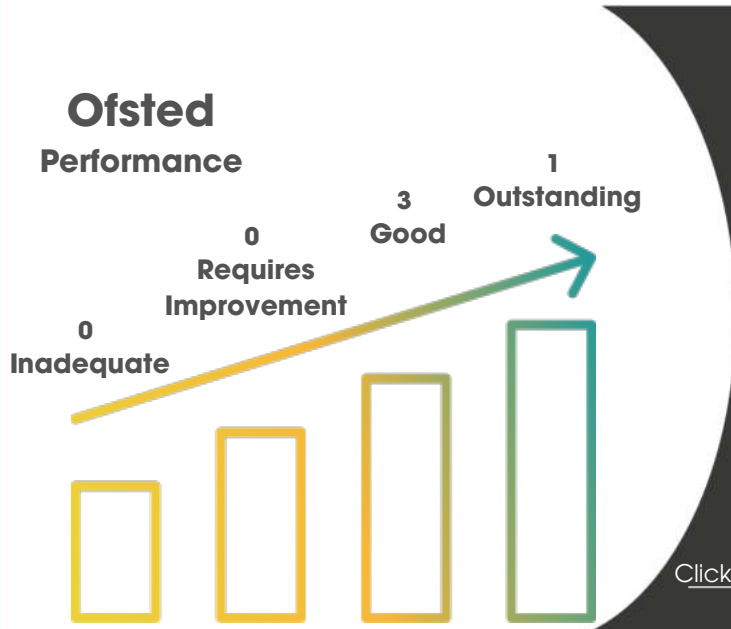 Ofsted
Performance
0
Inadequate
0
Requires
Improvement
3
Good
1
Outstanding
Click